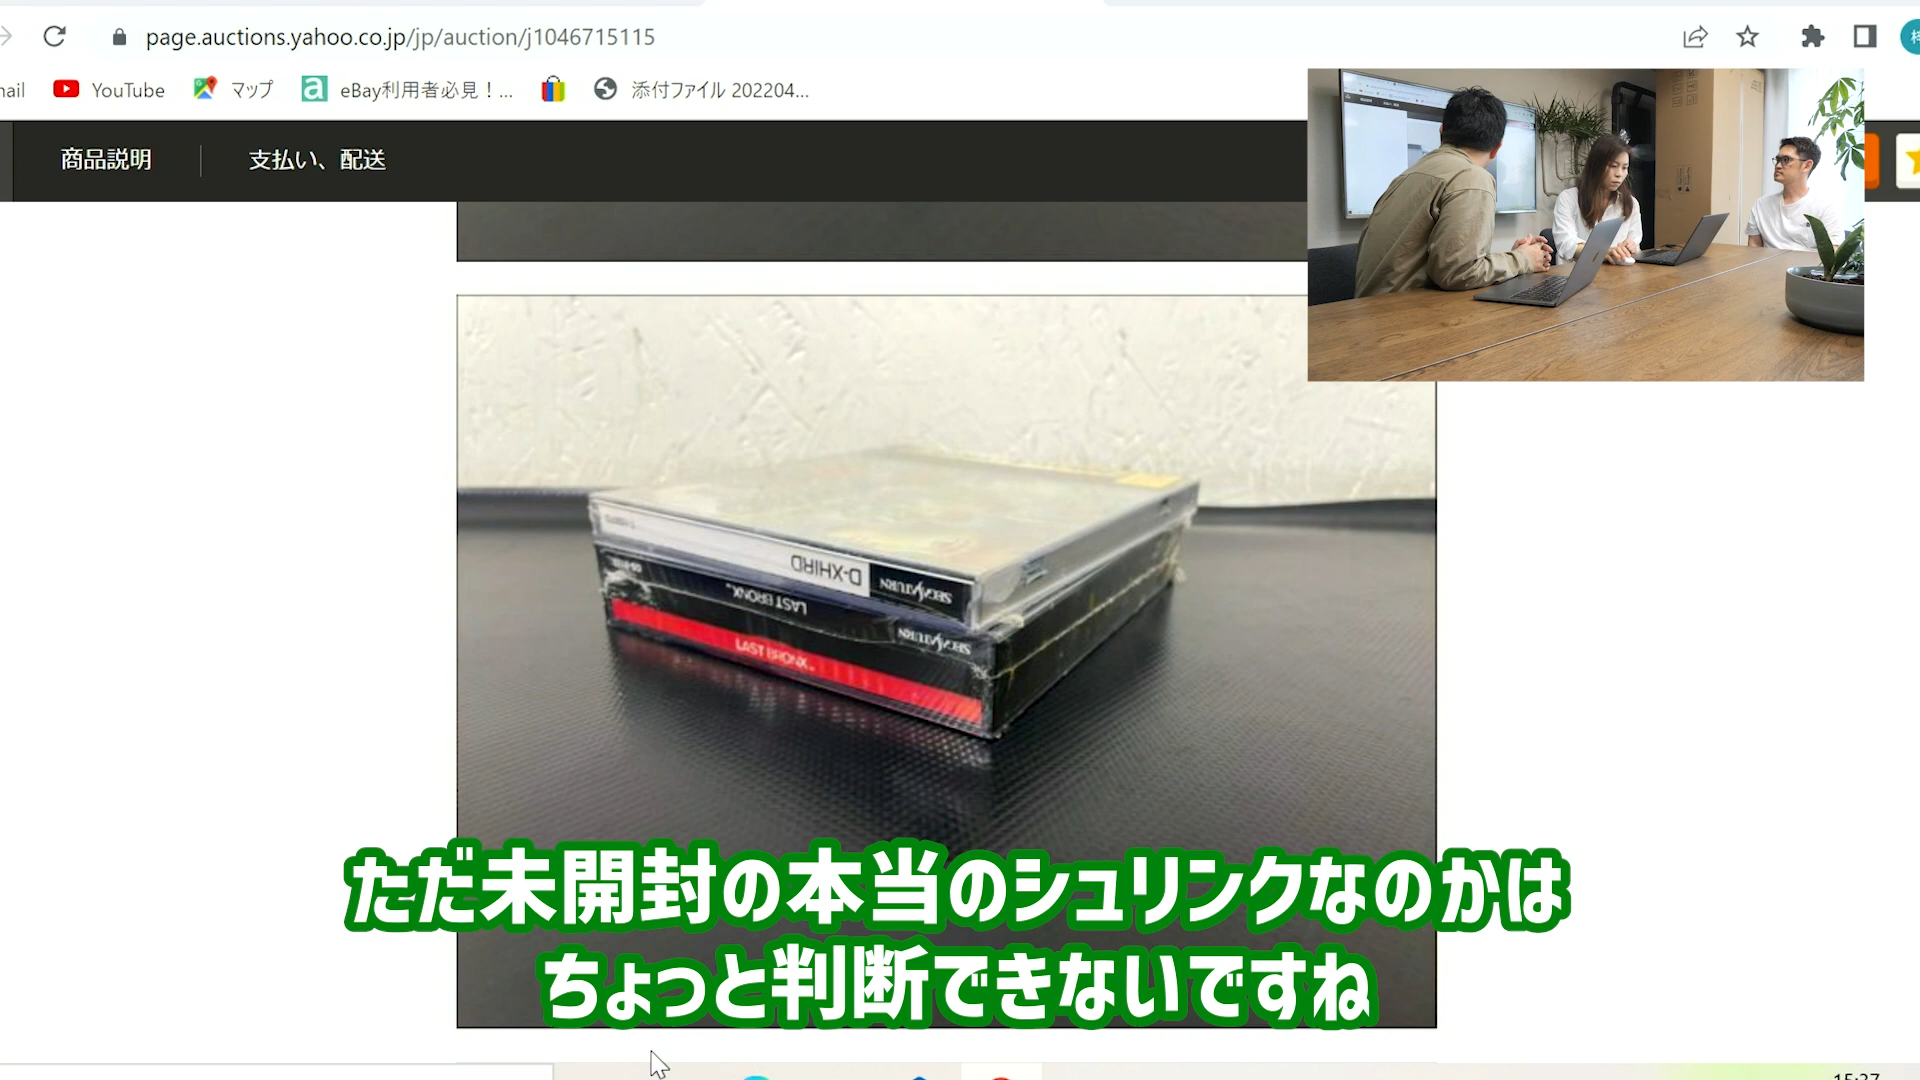 page.auctions.yahoo.co.jp/jp/auction/j1046715115
YouTube
マップ
eBay利用者必見！...
添付ファイル 202204...
商品説明
支払い、配送
D-XHIRD
SEGA SATURN
LAST BRONX
SEGA SATURN
LAST BRONX
ただ未開封の本当のシュリンクなのかは
ちょっと判断できないですね